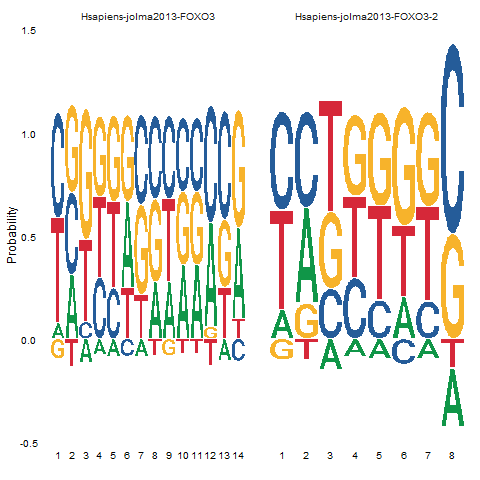 Hsapiens-jolma2013-FOXO3
Hsapiens-jolma2013-FOXO3-2
1.5
1.0
0.5
0.0
-0.5
Probability
1 2 3 4 5 6 7 8 9 10 11 12 13 14
1 2 3 4 5 6 7 8
C G G G G G C C C C C C C G
T C T T T A G G T G G A G A
A A C C C T T A A A A G T T
G T A A A C A T G T T T A C
C C T G G G G C
T A G T T T T G
A G C C C A C T
G T A A A C A A